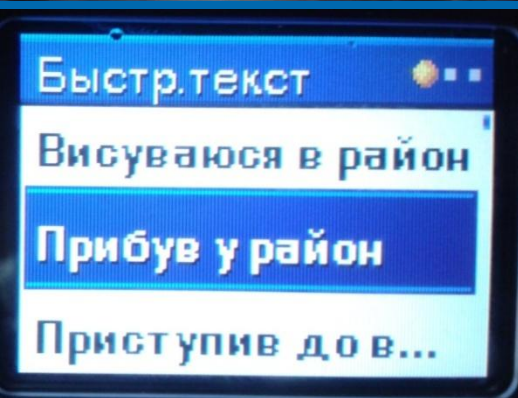 Быстр.текст
Висуваюся в район
Прибув у район
Приступив до в...